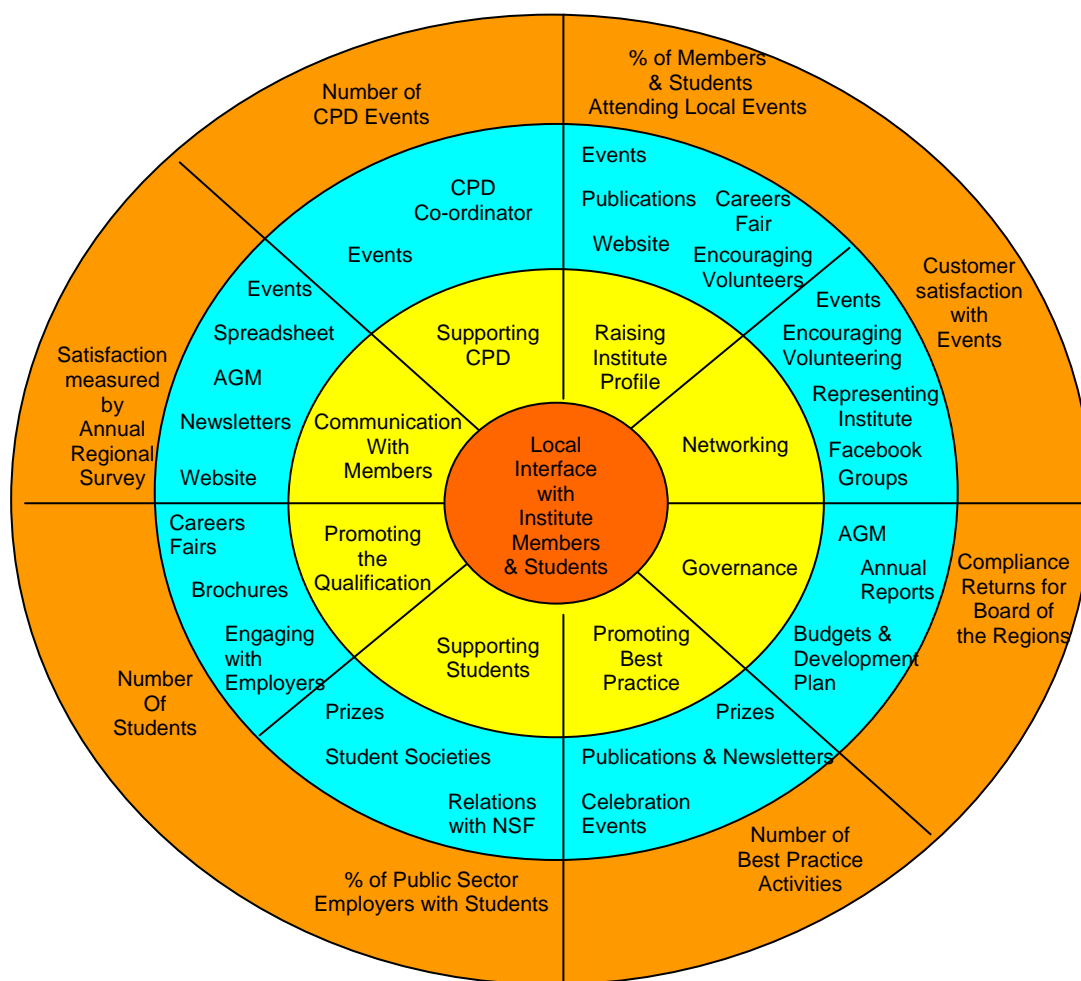 Number of
CPD Events
% of Members
& Students
Attending Local Events
Customer
satisfaction
with
Events
Compliance
Returns for
Board of
the Regions
Number of
Best Practice
Activities
% of Public Sector
Employers with Students
Number
Of
Students
Satisfaction
measured
by
Annual
Regional
Survey
CPD
Co-ordinator
Events
Events
Publications
Careers
Fair
Website
Encouraging
Volunteers
Events
Encouraging
Volunteering
Representing
Institute
Facebook
Groups
AGM
Annual
Reports
Budgets &
Development
Plan
Prizes
Publications & Newsletters
Celebration
Events
Prizes
Student Societies
Relations
with NSF
Careers
Fairs
Brochures
Engaging
with
Employers
Events
Spreadsheet
AGM
Newsletters
Website
Supporting
CPD
Raising
Institute
Profile
Networking
Governance
Promoting
Best
Practice
Supporting
Students
Promoting
the
Qualification
Communication
With
Members
Local
Interface
with
Institute
Members
& Students